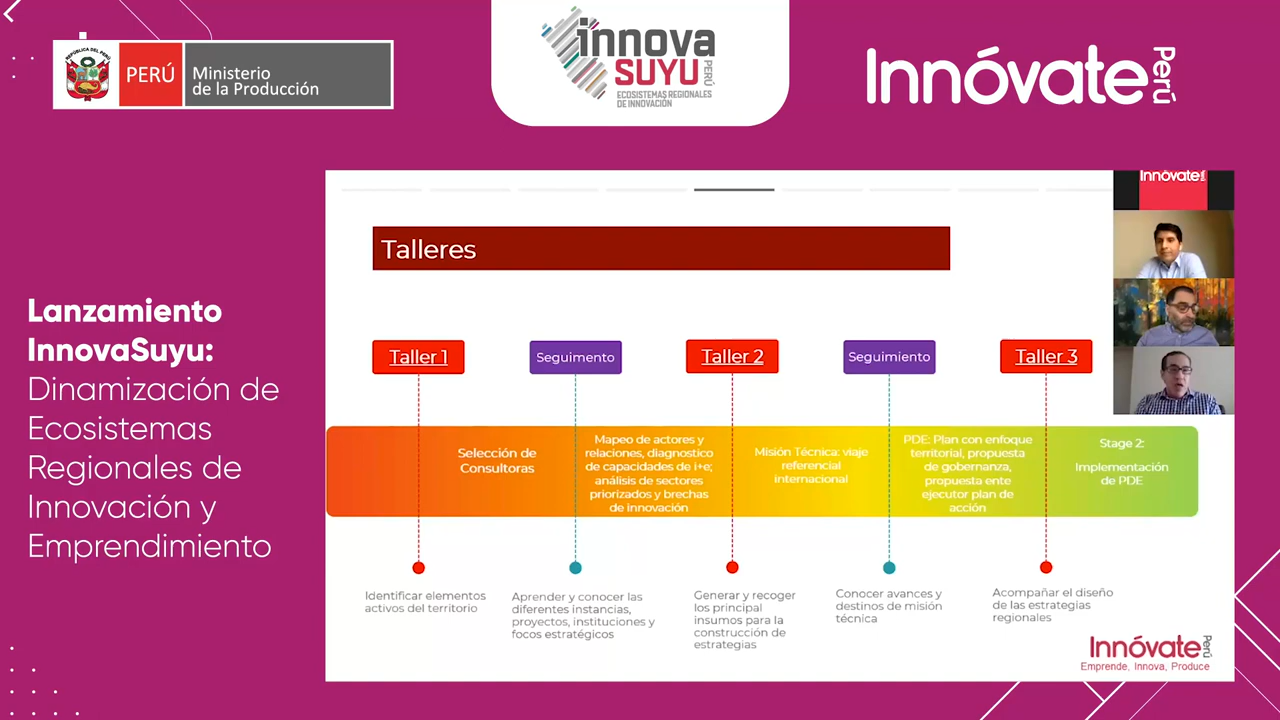 REPÚBLICA DEL PERÚ
PERÚ
Ministerio
de la Producción
innova
SUYU
PERÚ
ECOSISTEMAS REGIONALES
DE INNOVACIÓN
Innóvate
Perú
Lanzamiento
InnovaSuyu:
Dinamización de
Ecosistemas
Regionales de
Innovación y
Emprendimiento
Innóvate
Talleres
Taller 1
Seguimento
Taller 2
Seguimiento
Taller 3
Selección de
Consultoras
Mapeo de actores y
relaciones, diagnostico
de capacidades de i+e;
análisis de sectores
priorizados y brechas
de innovación
Misión Técnica: viaje
referencial
internacional
PDE: Plan con enfoque
territorial, propuesta
de gobernanza,
propuesta ente
ejecutor plan de
acción
Stage 2:
Implementación
de PDE
Identificar elementos
activos del territorio
Aprender y conocer las
diferentes instancias,
proyectos, instituciones y
focos estratégicos
Generar y recoger
los principal
insumos para la
construcción de
estrategias
Conocer avances y
destinos de misión
técnica
Acompañar el diseño
de las estrategias
regionales
Innóvate
Perú
Emprende, Innova, Produce